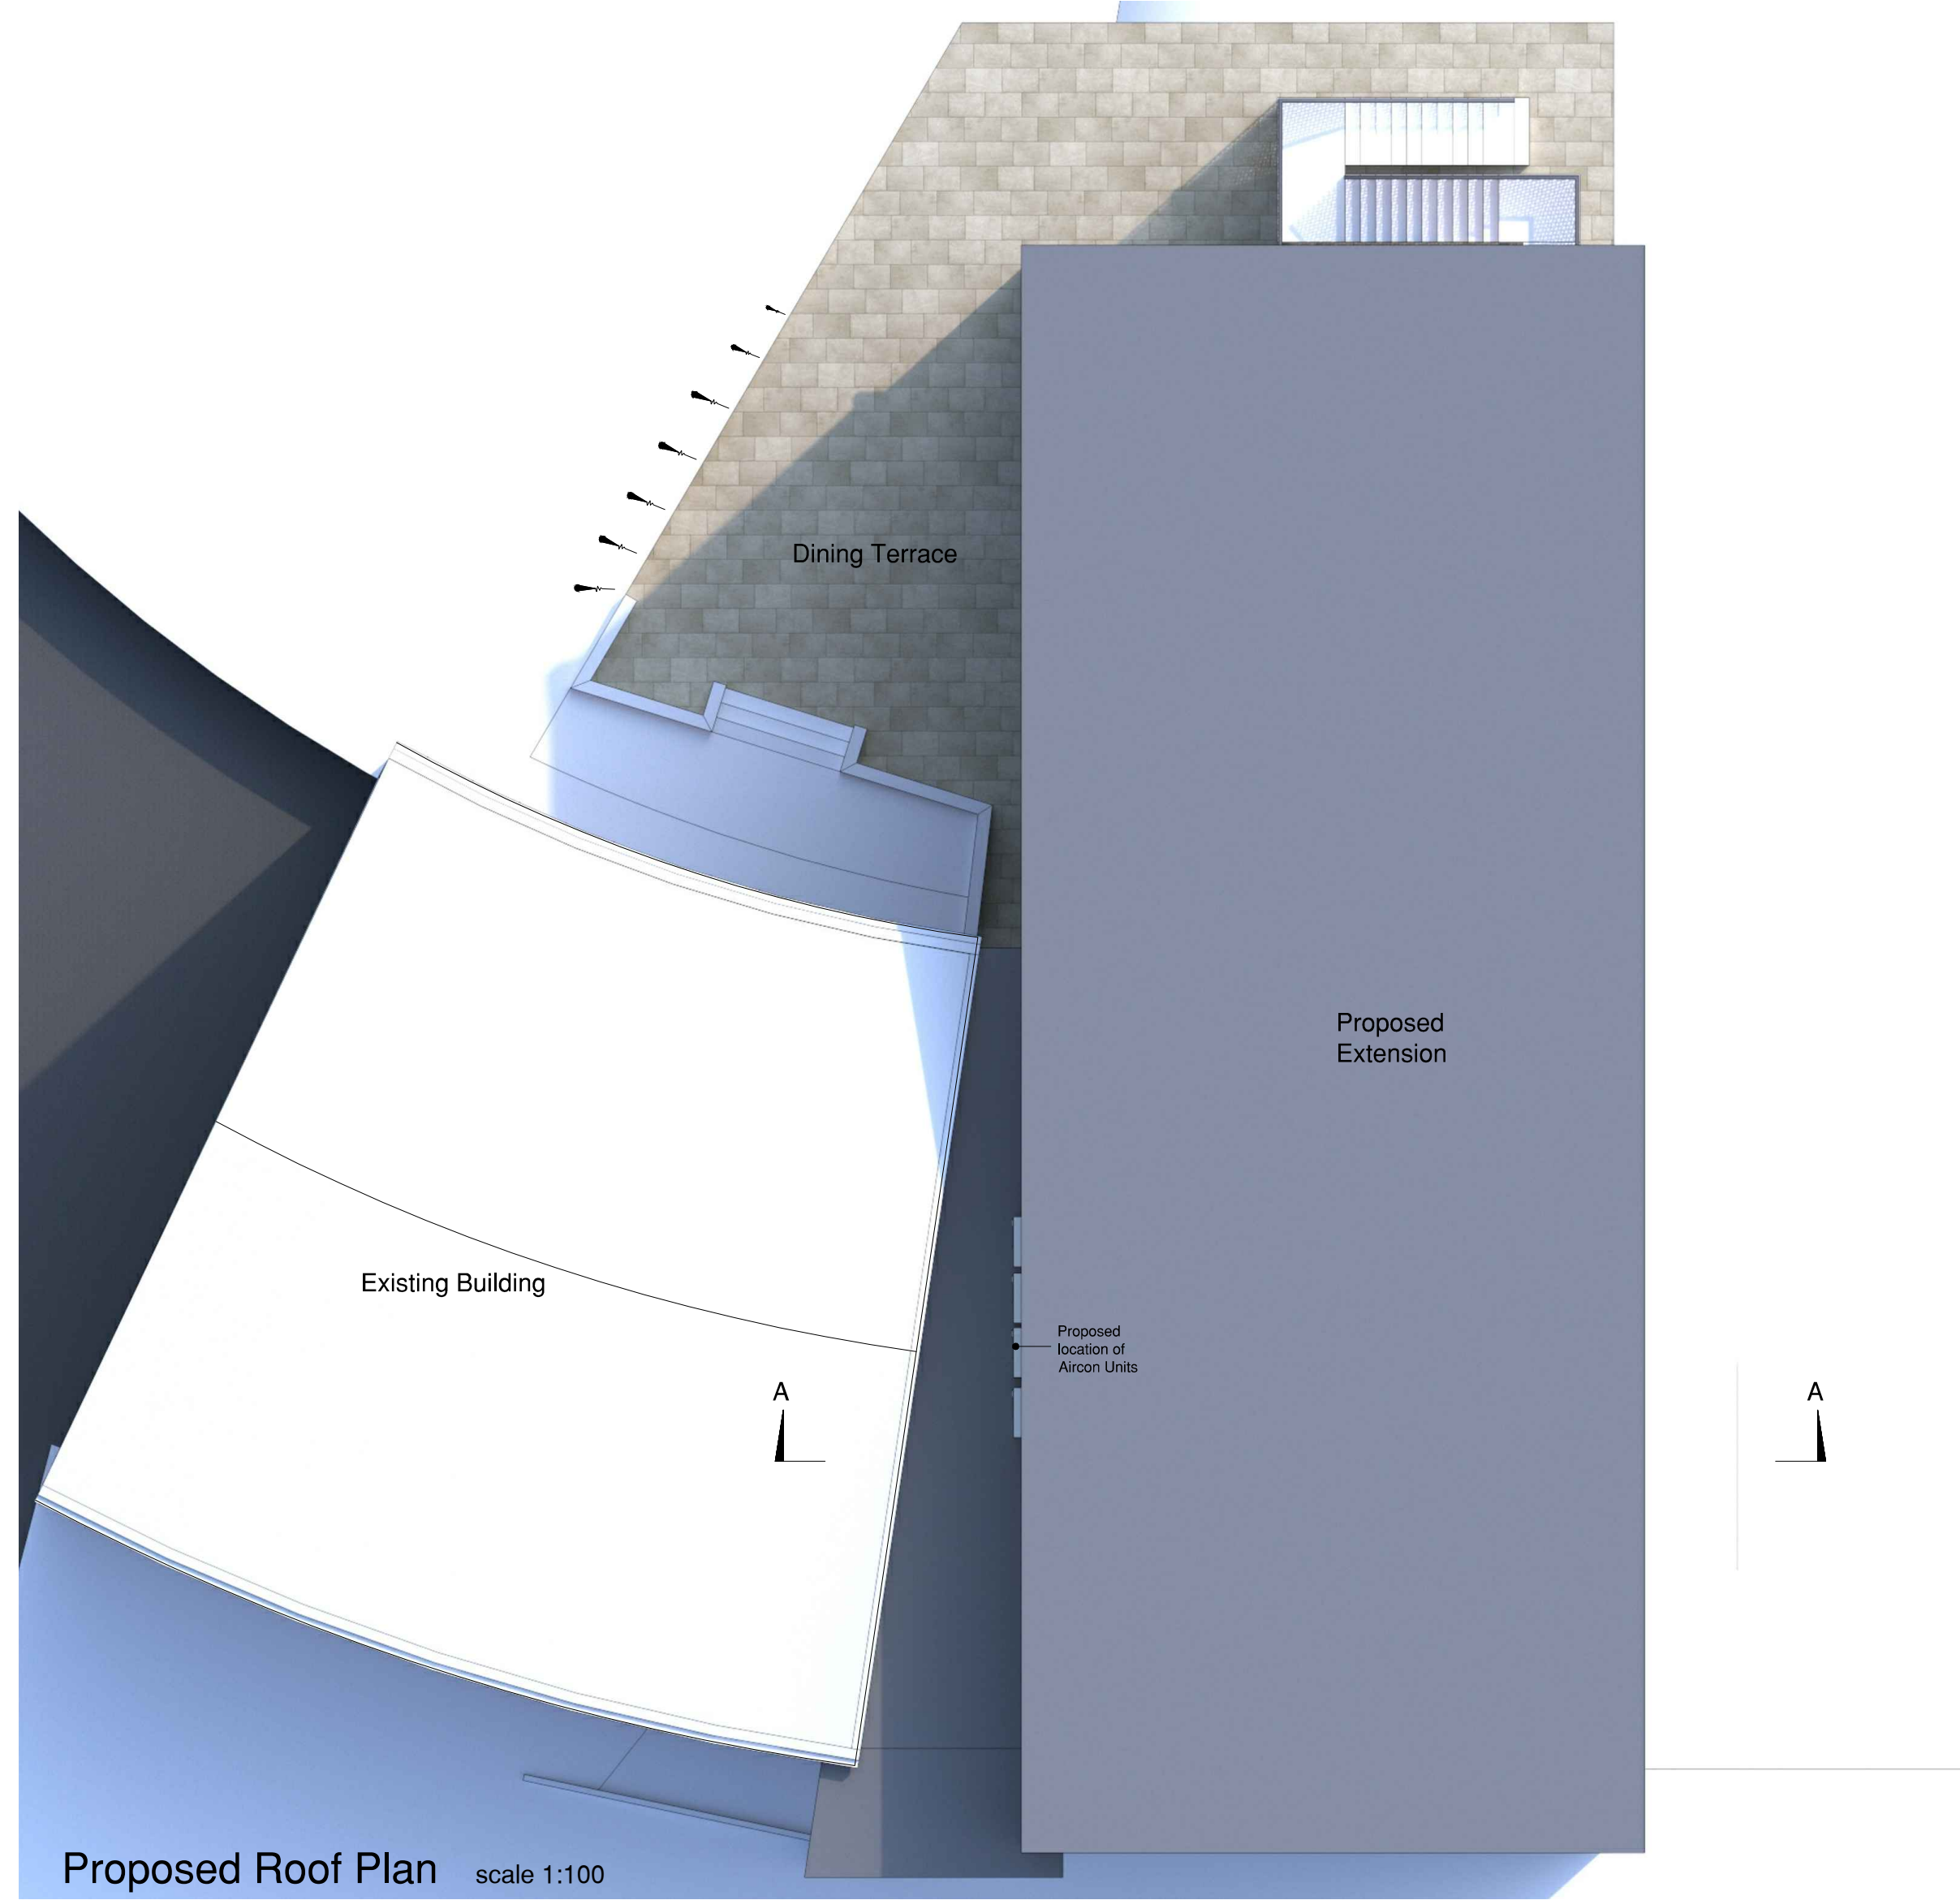 Dining Terrace
Proposed
Extension
Existing Building
Proposed
location of
Aircon Units
A
A
Proposed Roof Plan scale 1:100